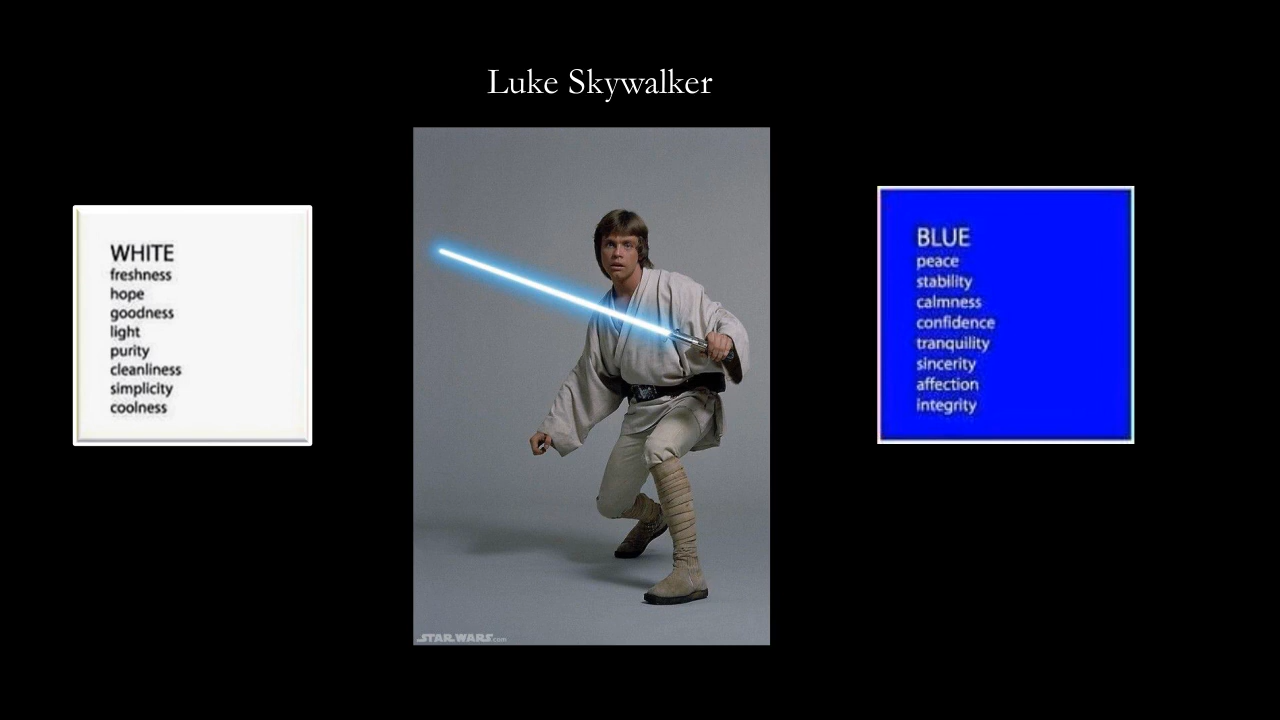 Luke Skywalker
WHITE
freshness
hope
goodness
light
purity
cleanliness
simplicity
coolness
BLUE
peace
stability
calmness
confidence
tranquility
sincerity
affection
integrity
STAR WARS.com